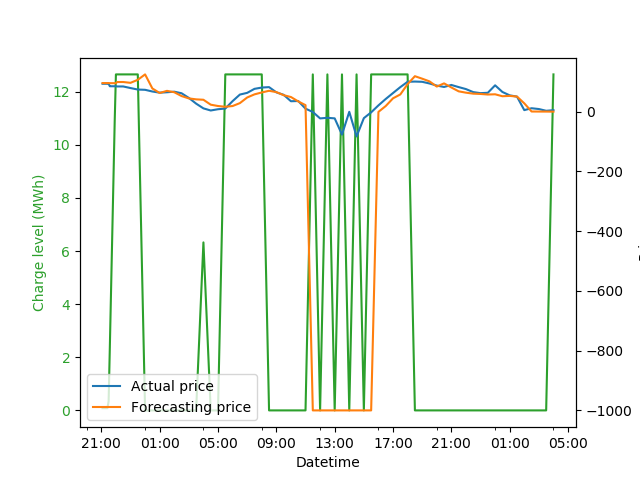 12
10
8
6
4
2
0
Charge level (MWh)
0
−200
−400
−600
−800
−1000
Actual price
Forecasting price
21:00 01:00 05:00 09:00 13:00 17:00 21:00 01:00 05:00
Datetime